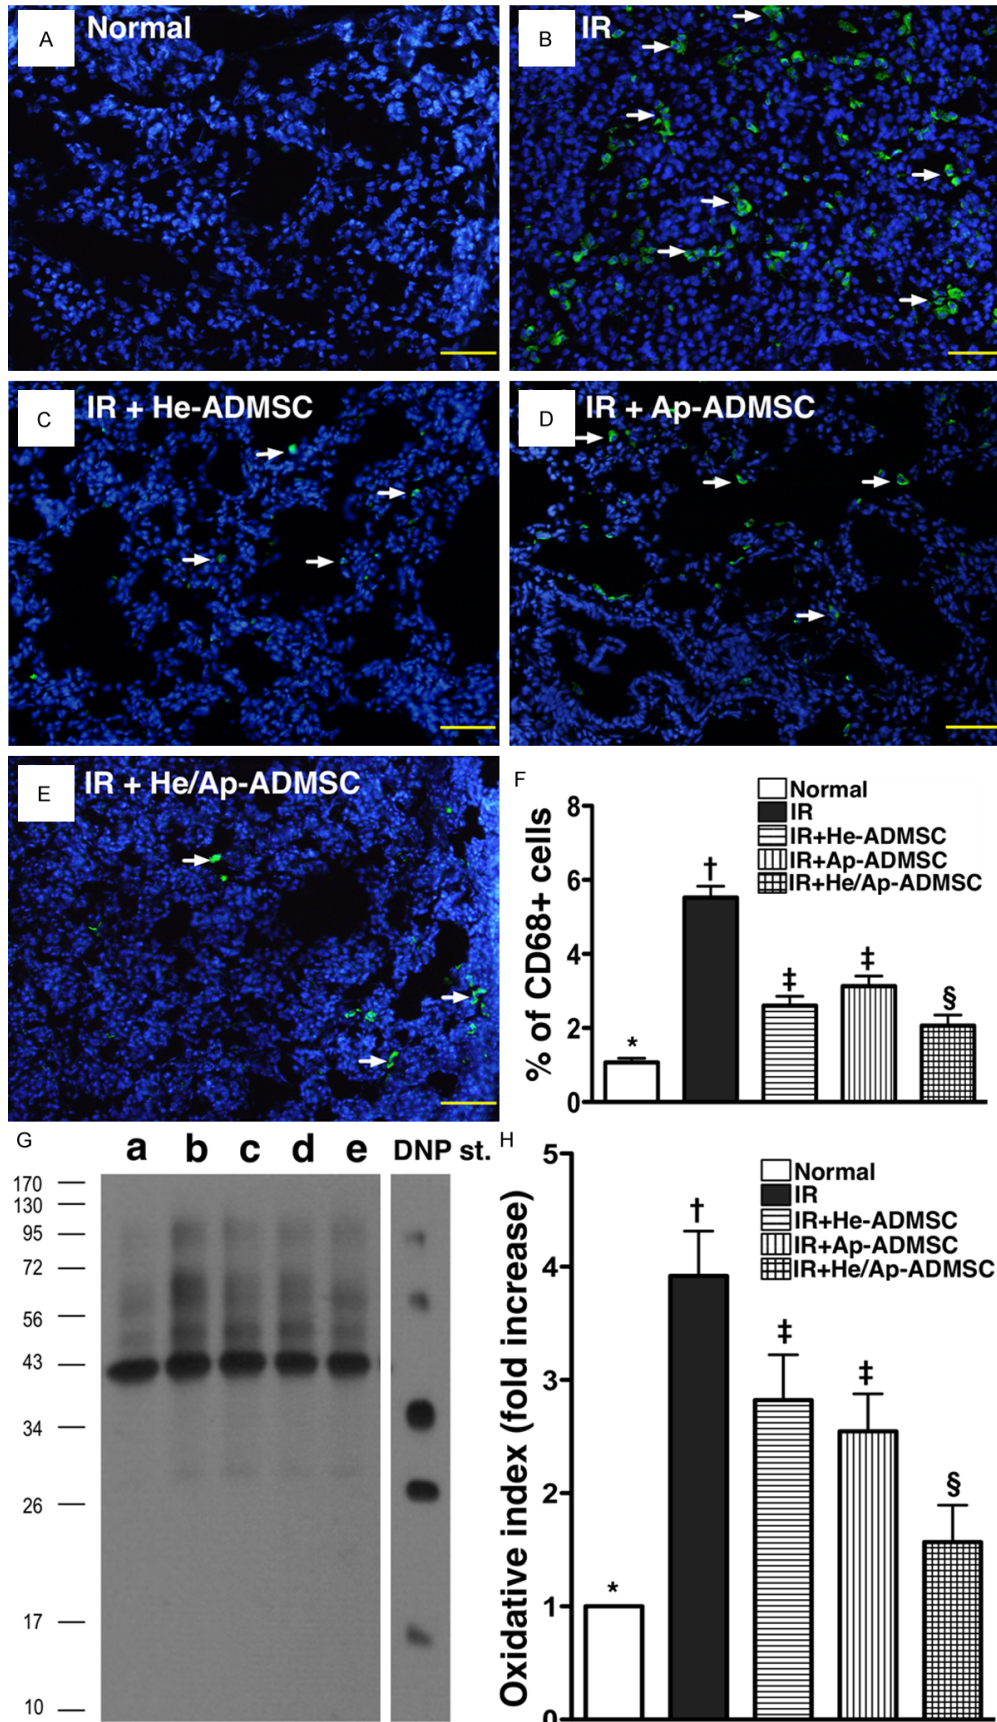 A Normal
B IR
C IR + He-ADMSC
D IR + Ap-ADMSC
E IR + He/Ap-ADMSC
F
% of CD68+ cells
8
6
4
2
0
*
†
‡
‡
§
Normal
IR
IR+He-ADMSC
IR+Ap-ADMSC
IR+He/Ap-ADMSC
G
a b c d e DNP st.
170
130
95
72
56
43
34
26
17
10
H
Oxidative index (fold increase)
5
4
3
2
1
0
*
†
‡
‡
§
Normal
IR
IR+He-ADMSC
IR+Ap-ADMSC
IR+He/Ap-ADMSC